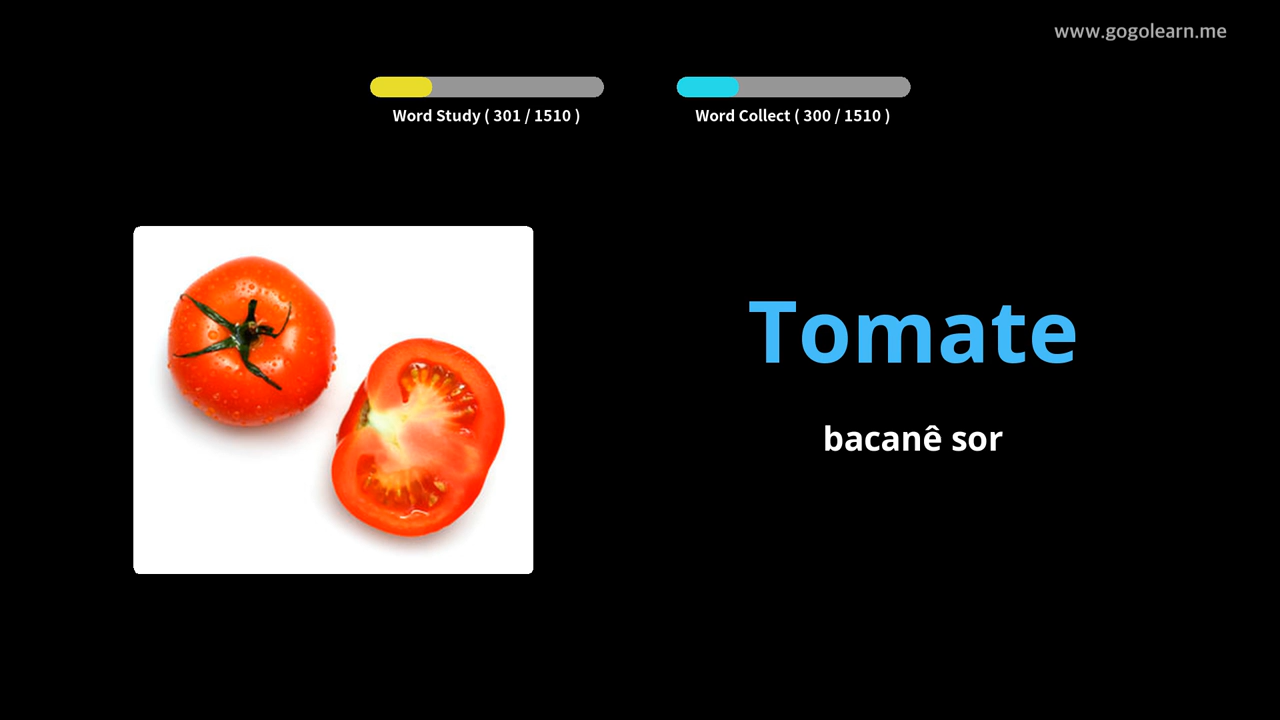 www.gogolearn.me
Word Study ( 301 / 1510 )
Word Collect ( 300 / 1510 )
Tomate
bacanê sor